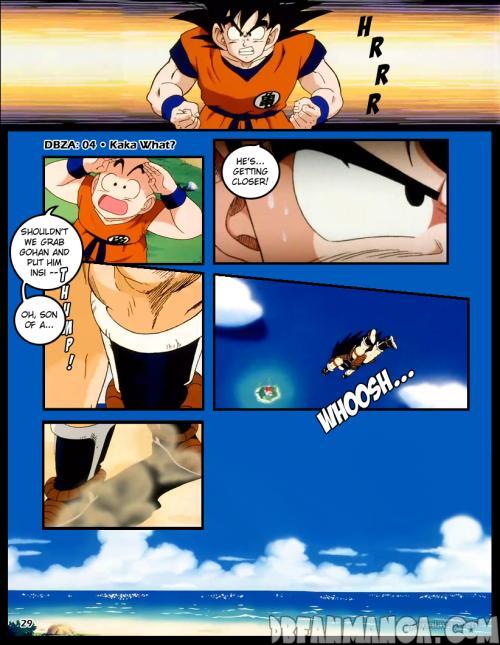 HRRR
DBZA: 04 • Kaka What?
HE'S...
GETTING
CLOSER!
SHOULDN'T
WE GRAB
GOHAN AND
PUT HIM
INSI --
OH, SON
OF A...
THUMP!
WHOOSH...
29
DBFANMANGA.COM